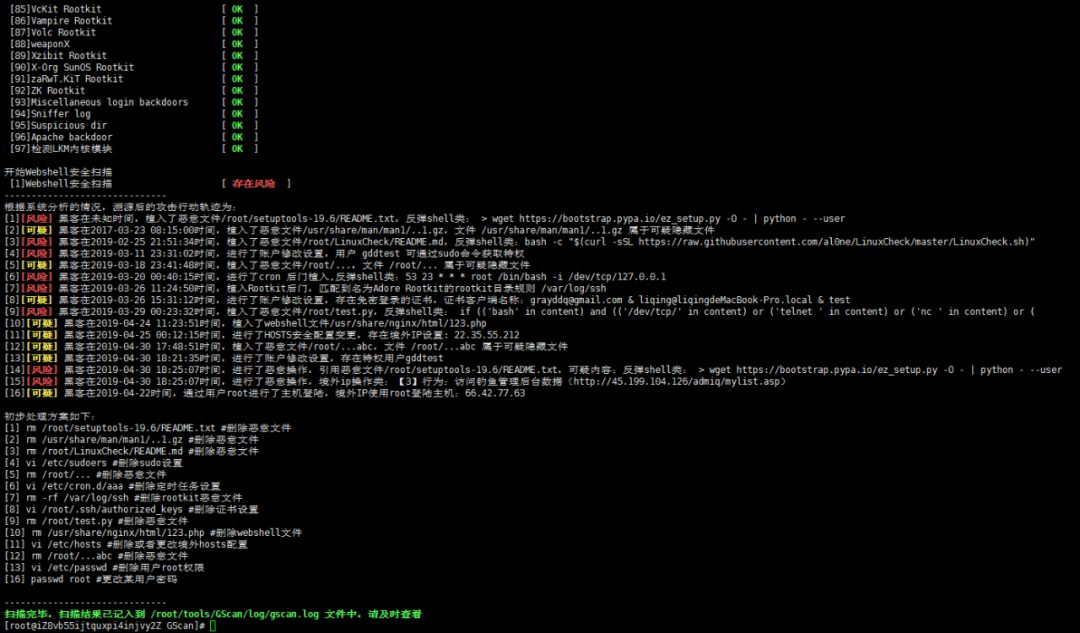 [85]VcKit Rootkit [ OK ]
[86]Vampire Rootkit [ OK ]
[87]Volc Rootkit [ OK ]
[88]weaponX [ OK ]
[89]Xzibit Rootkit [ OK ]
[90]X-Org SunOS Rootkit [ OK ]
[91]zaRwT.KiT Rootkit [ OK ]
[92]ZK Rootkit [ OK ]
[93]Miscellaneous login backdoors [ OK ]
[94]Sniffer log [ OK ]
[95]Suspicious dir [ OK ]
[96]Apache backdoor [ OK ]
[97]检测LKM内核模块 [ OK ]
开始Webshell安全扫描
[1]Webshell安全扫描 [ 存在风险 ]
------------------------------
根据系统分析的情况，溯源后的攻击行动轨迹为：
[1][风险] 黑客在未知时间，植入了恶意文件/root/setuptools-19.6/README.txt，反弹shell类： > wget https://bootstrap.pypa.io/ez_setup.py -O - | python - --user
[2][可疑] 黑客在2017-03-23 08:15:00时间，植入了恶意文件/usr/share/man/man1/..1.gz，文件 /usr/share/man/man1/..1.gz 属于可疑隐藏文件
[3][风险] 黑客在2019-02-25 21:51:34时间，植入了恶意文件/root/LinuxCheck/README.md，反弹shell类：bash -c "$(curl -sSL https://raw.githubusercontent.com/al0ne/LinuxCheck/master/LinuxCheck.sh)"
[4][风险] 黑客在2019-03-11 23:31:02时间，进行了账户修改设置，用户 gddtest 可通过sudo命令获取特权
[5][可疑] 黑客在2019-03-18 23:41:48时间，植入了恶意文件/root/...，文件 /root/... 属于可疑隐藏文件
[6][风险] 黑客在2019-03-20 00:40:15时间，进行了cron 后门植入,反弹shell类：53 23 * * * root /bin/bash -i /dev/tcp/127.0.0.1
[7][风险] 黑客在2019-03-26 11:24:50时间，植入Rootkit后门，匹配到名为Adore Rootkit的rootkit目录规则 /var/log/ssh
[8][可疑] 黑客在2019-03-26 15:31:12时间，进行了账户修改设置，存在免密登录的证书，证书客户端名称：grayddq@gmail.com & liqing@liqingdeMacBook-Pro.local & test
[9][风险] 黑客在2019-03-29 00:23:32时间，植入了恶意文件/root/test.py，反弹shell类： if (('bash' in content) and (('/dev/tcp/' in content) or ('telnet ' in content) or ('nc ' in content) or (
[10][可疑] 黑客在2019-04-24 11:23:51时间，植入了webshell文件/usr/share/nginx/html/123.php
[11][可疑] 黑客在2019-04-25 00:12:15时间，进行了HOSTS安全配置变更，存在境外IP设置: 22.35.55.212
[12][可疑] 黑客在2019-04-30 17:48:51时间，植入了恶意文件/root/...abc，文件 /root/...abc 属于可疑隐藏文件
[13][可疑] 黑客在2019-04-30 18:21:35时间，进行了账户修改设置，存在特权用户gddtest
[14][风险] 黑客在2019-04-30 18:25:07时间，进行了恶意操作，引用恶意文件/root/setuptools-19.6/README.txt，可疑内容：反弹shell类： > wget https://bootstrap.pypa.io/ez_setup.py -O - | python - --user
[15][风险] 黑客在2019-04-30 18:25:07时间，进行了恶意操作，境外ip操作类：【3】行为：访问钓鱼管理后台数据（http://45.199.104.126/admiq/mylist.asp）
[16][可疑] 黑客在2019-04-22时间，通过用户root进行了主机登陆，境外IP使用root登陆主机：66.42.77.63
初步处理方案如下：
[1] rm /root/setuptools-19.6/README.txt #删除恶意文件
[2] rm /usr/share/man/man1/..1.gz #删除恶意文件
[3] rm /root/LinuxCheck/README.md #删除恶意文件
[4] vi /etc/sudoers #删除sudo设置
[5] rm /root/... #删除恶意文件
[6] vi /etc/cron.d/aaa #删除定时任务设置
[7] rm -rf /var/log/ssh #删除rootkit恶意文件
[8] vi /root/.ssh/authorized_keys #删除证书设置
[9] rm /root/test.py #删除恶意文件
[10] rm /usr/share/nginx/html/123.php #删除webshell文件
[11] vi /etc/hosts #删除或者更改境外hosts配置
[12] rm /root/...abc #删除恶意文件
[13] vi /etc/passwd #删除用户root权限
[16] passwd root #更改某用户密码
------------------------------
扫描完毕，扫描结果已记入到 /root/tools/GScan/log/gscan.log 文件中，请及时查看
[root@iZ8vb55ijtquxpi4injvy2Z GScan]#